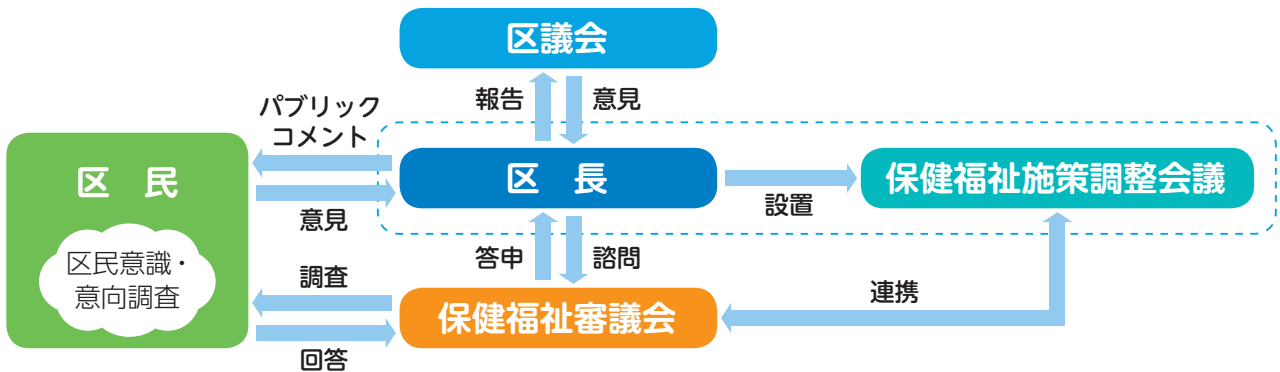 区議会
報告
意見
パブリック
コメント
区　民
区　長
保健福祉施策調整会議
設置
意見
区民意識・
意向調査
答申
諮問
調査
保健福祉審議会
連携
回答